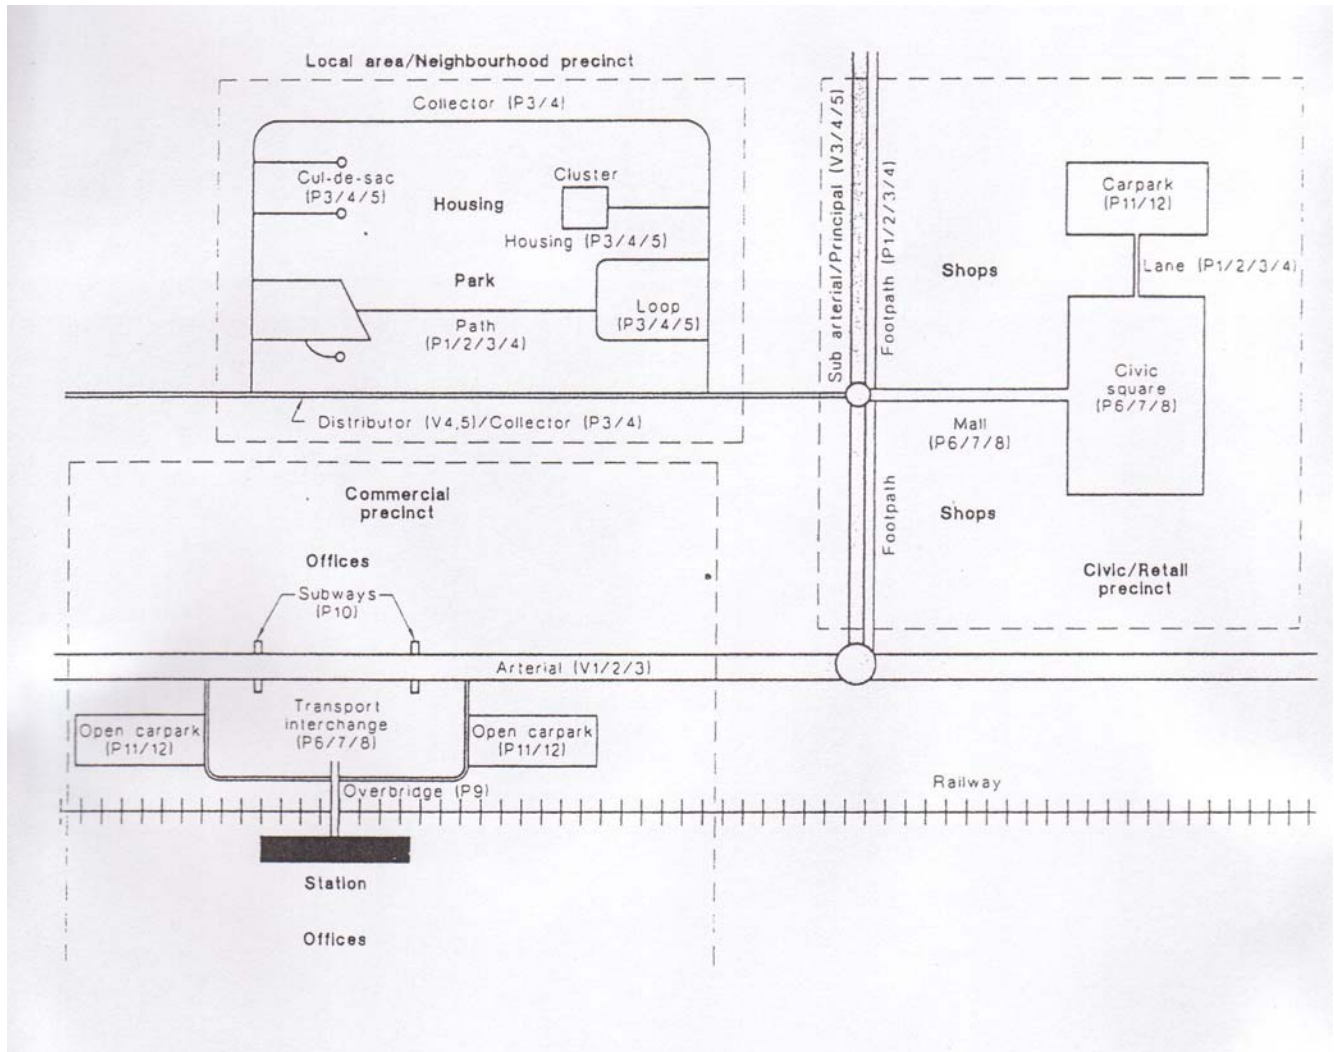 Local area/Neighbourhood precinct
Collector (P3/4)
Cul-de-sac
(P3/4/5)
Housing
Cluster
Housing (P3/4/5)
Park
Path
(P1/2/3/4)
Loop
(P3/4/5)
Distributor (V4,5)/Collector (P3/4)
Sub arterial/Principal (V3/4/5)
Footpath (P1/2/3/4)
Carpark
(P11/12)
Lane (P1/2/3/4)
Shops
Civic
square
(P6/7/8)
Mall
(P6/7/8)
Footpath
Shops
Civic/Retail
precinct
Commercial
precinct
Offices
Subways
(P10)
Arterial (V1/2/3)
Transport
interchange
(P6/7/8)
Open carpark
(P11/12)
Open carpark
(P11/12)
Overbridge (P9)
Railway
Station
Offices